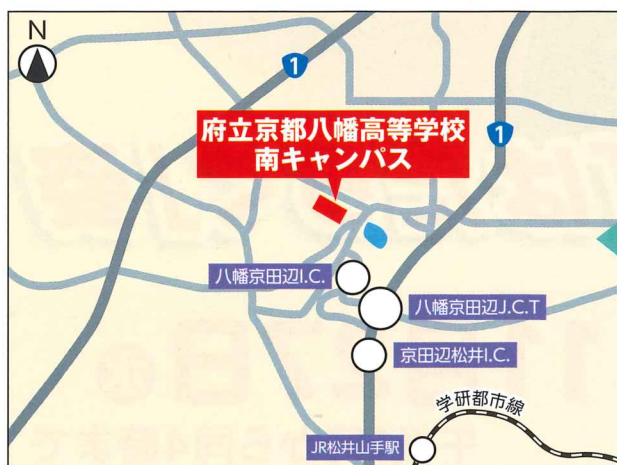 N
1
1
府立京都八幡高等学校
南キャンパス
八幡京田辺I.C.
八幡京田辺J.C.T
京田辺松井I.C.
学研都市線
JR松井山手駅